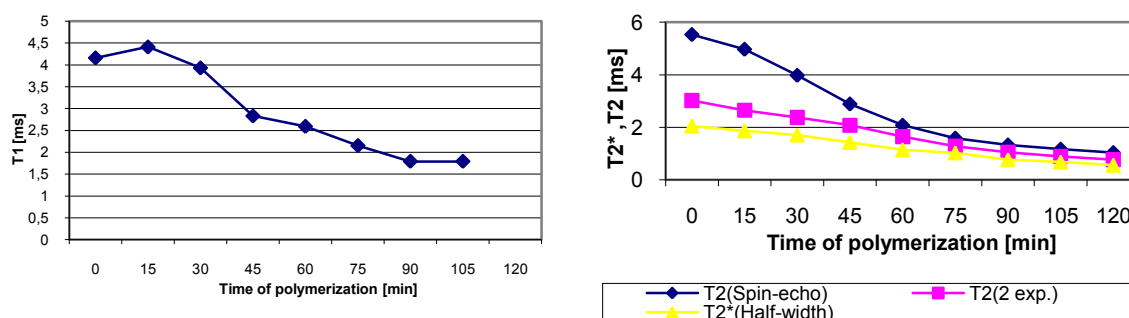 5
4,5
4
3,5
3
2,5
2
1,5
1
0,5
0
T1 [ms]
0 15 30 45 60 75 90 105 120
Time of polymerization [min]
6
4
2
0
T2* ,T2 [ms]
0 15 30 45 60 75 90 105 120
Time of polymerization [min]
T2(Spin-echo) T2(2 exp.)
T2*(Half-width)